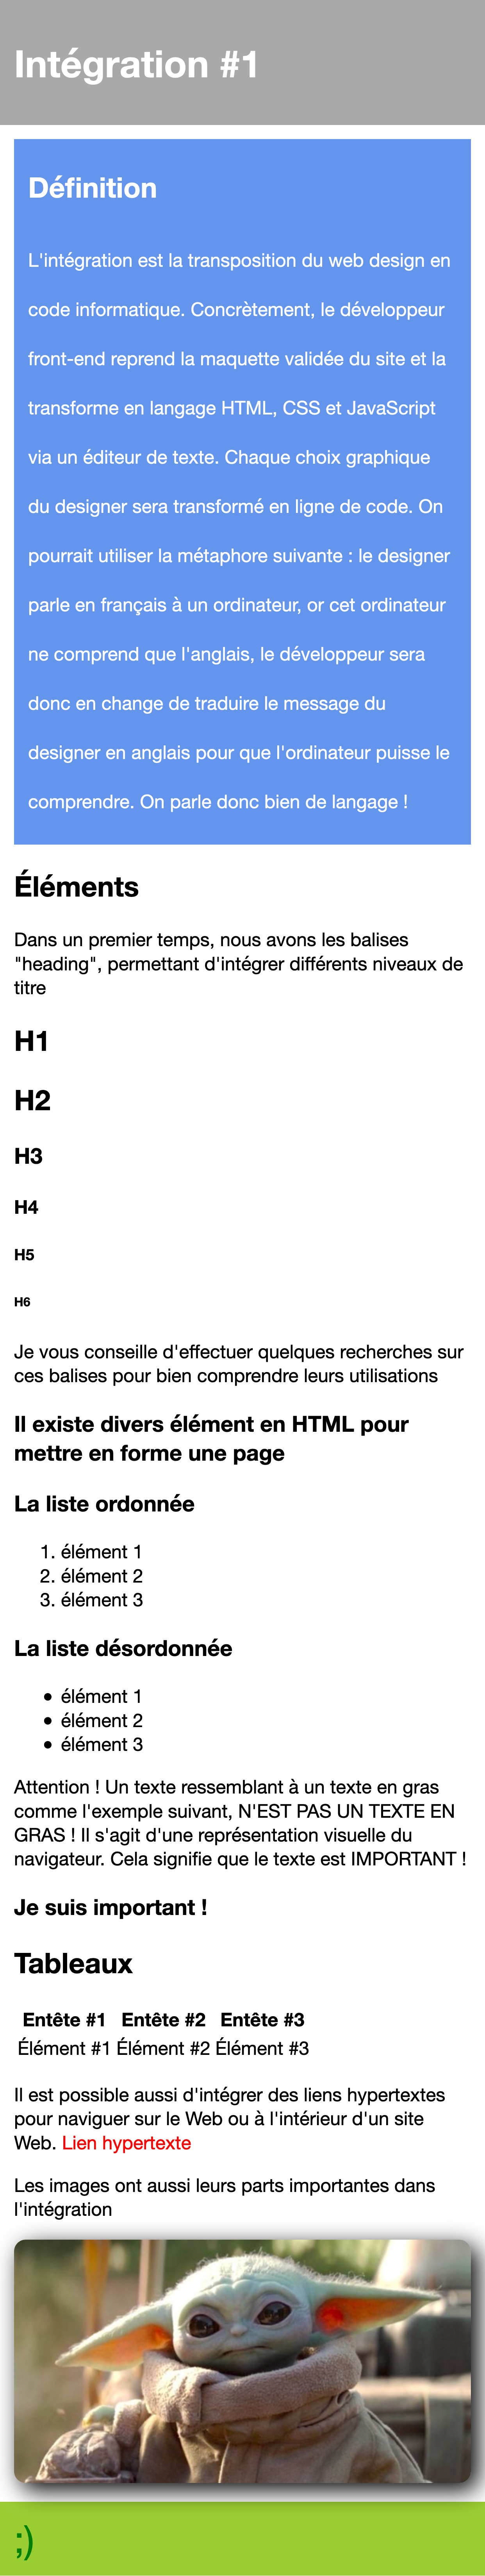 Intégration #1
Définition
L'intégration est la transposition du web design en
code informatique. Concrètement, le développeur
front-end reprend la maquette validée du site et la
transforme en langage HTML, CSS et JavaScript
via un éditeur de texte. Chaque choix graphique
du designer sera transformé en ligne de code. On
pourrait utiliser la métaphore suivante : le designer
parle en français à un ordinateur, or cet ordinateur
ne comprend que l'anglais, le développeur sera
donc en change de traduire le message du
designer en anglais pour que l'ordinateur puisse le
comprendre. On parle donc bien de langage !
Éléments
Dans un premier temps, nous avons les balises
"heading", permettant d'intégrer différents niveaux de
titre
H1
H2
H3
H4
H5
H6
Je vous conseille d'effectuer quelques recherches sur
ces balises pour bien comprendre leurs utilisations
Il existe divers élément en HTML pour
mettre en forme une page
La liste ordonnée
1. élément 1
2. élément 2
3. élément 3
La liste désordonnée
• élément 1
• élément 2
• élément 3
Attention ! Un texte ressemblant à un texte en gras
comme l'exemple suivant, N'EST PAS UN TEXTE EN
GRAS ! Il s'agit d'une représentation visuelle du
navigateur. Cela signifie que le texte est IMPORTANT !
Je suis important !
Tableaux
Entête #1 Entête #2 Entête #3
Élément #1 Élément #2 Élément #3
Il est possible aussi d'intégrer des liens hypertextes
pour naviguer sur le Web ou à l'intérieur d'un site
Web. Lien hypertexte
Les images ont aussi leurs parts importantes dans
l'intégration
;)